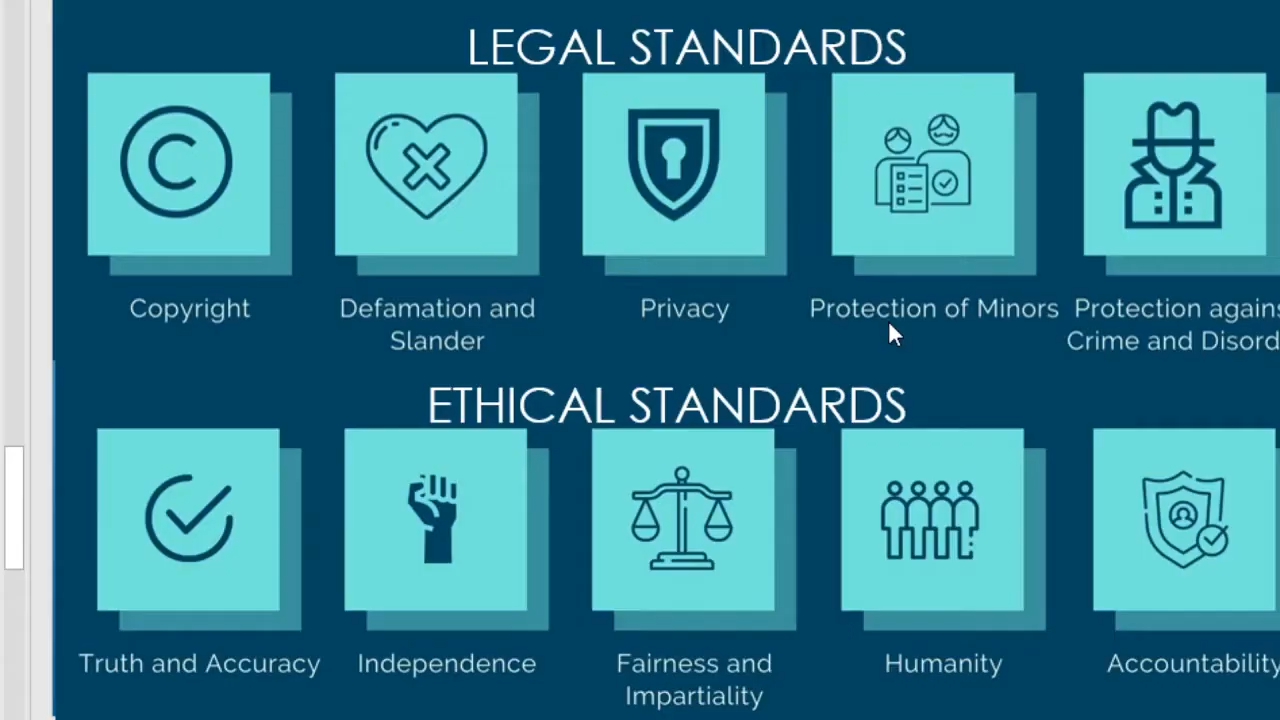 LEGAL STANDARDS
Copyright
Defamation and
Slander
Privacy
Protection of Minors
Protection agains
Crime and Disord
ETHICAL STANDARDS
Truth and Accuracy
Independence
Fairness and
Impartiality
Humanity
Accountability